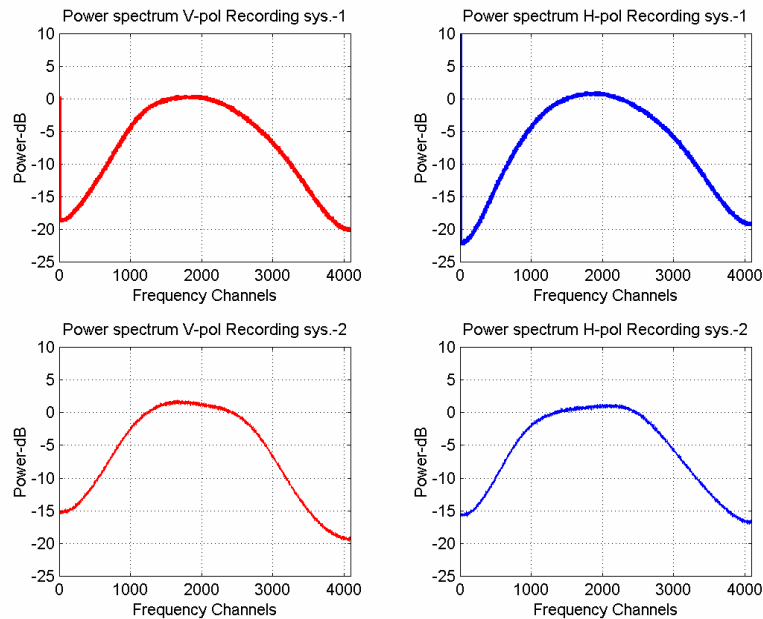 Power spectrum V-pol Recording sys.-1
10
5
0
-5
-10
-15
-20
-25
Power-dB
0 1000 2000 3000 4000
Frequency Channels
Power spectrum H-pol Recording sys.-1
10
5
0
-5
-10
-15
-20
-25
Power-dB
0 1000 2000 3000 4000
Frequency Channels
Power spectrum V-pol Recording sys.-2
10
5
0
-5
-10
-15
-20
-25
Power-dB
0 1000 2000 3000 4000
Frequency Channels
Power spectrum H-pol Recording sys.-2
10
5
0
-5
-10
-15
-20
-25
Power-dB
0 1000 2000 3000 4000
Frequency Channels